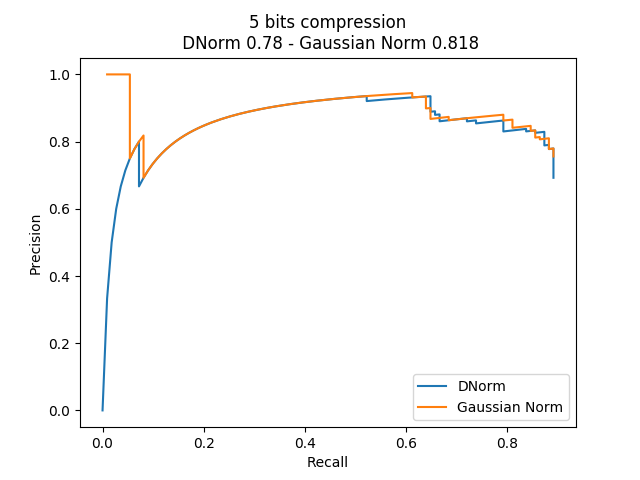 5 bits compression
DNorm 0.78 - Gaussian Norm 0.818
1.0
0.8
0.6
0.4
0.2
0.0
Precision
0.0 0.2 0.4 0.6 0.8
Recall
DNorm
Gaussian Norm